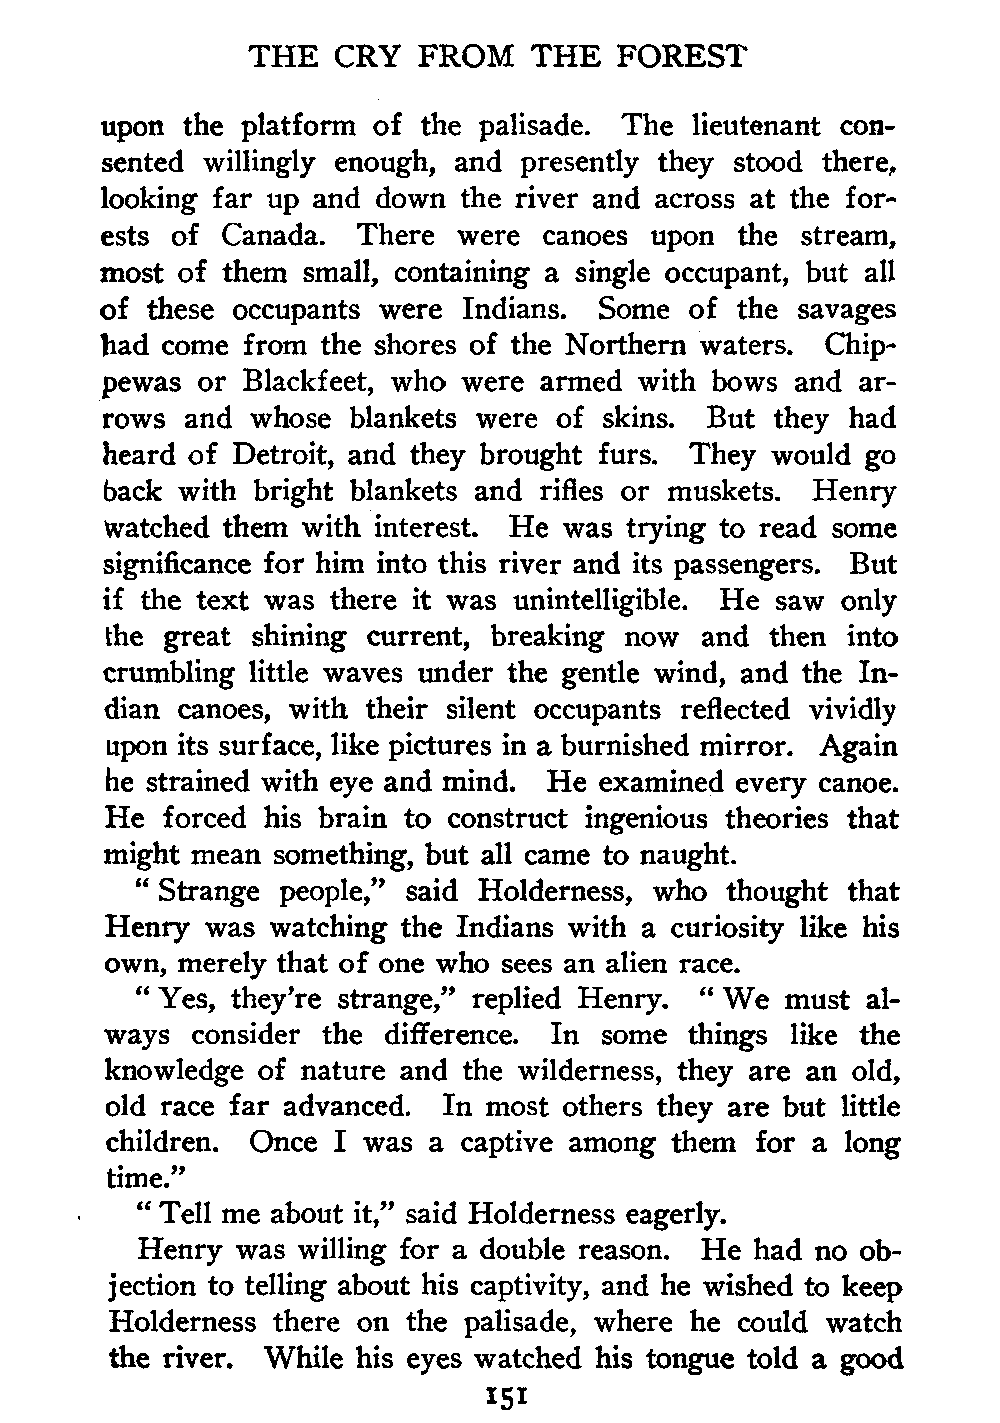 THE CRY FROM THE FOREST
upon the platform of the palisade. The lieutenant con-
sented willingly enough, and presently they stood there,
looking far up and down the river and across at the for-
ests of Canada. There were canoes upon the stream,
most of them small, containing a single occupant, but all
of these occupants were Indians. Some of the savages
had come from the shores of the Northern waters. Chip-
pewas or Blackfeet, who were armed with bows and ar-
rows and whose blankets were of skins. But they had
heard of Detroit, and they brought furs. They would go
back with bright blankets and rifles or muskets. Henry
watched them with interest. He was trying to read some
significance for him into this river and its passengers. But
if the text was there it was unintelligible. He saw only
the great shining current, breaking now and then into
crumbling little waves under the gentle wind, and the In-
dian canoes, with their silent occupants reflected vividly
upon its surface, like pictures in a burnished mirror. Again
he strained with eye and mind. He examined every canoe.
He forced his brain to construct ingenious theories that
might mean something, but all came to naught.
“ Strange people,” said Holderness, who thought that
Henry was watching the Indians with a curiosity like his
own, merely that of one who sees an alien race.
“ Yes, they’re strange,” replied Henry. “ We must al-
ways consider the difference. In some things like the
knowledge of nature and the wilderness, they are an old,
old race far advanced. In most others they are but little
children. Once I was a captive among them for a long
time.”
“ Tell me about it,” said Holderness eagerly.
Henry was willing for a double reason. He had no ob-
jection to telling about his captivity, and he wished to keep
Holderness there on the palisade, where he could watch
the river. While his eyes watched his tongue told a good
151